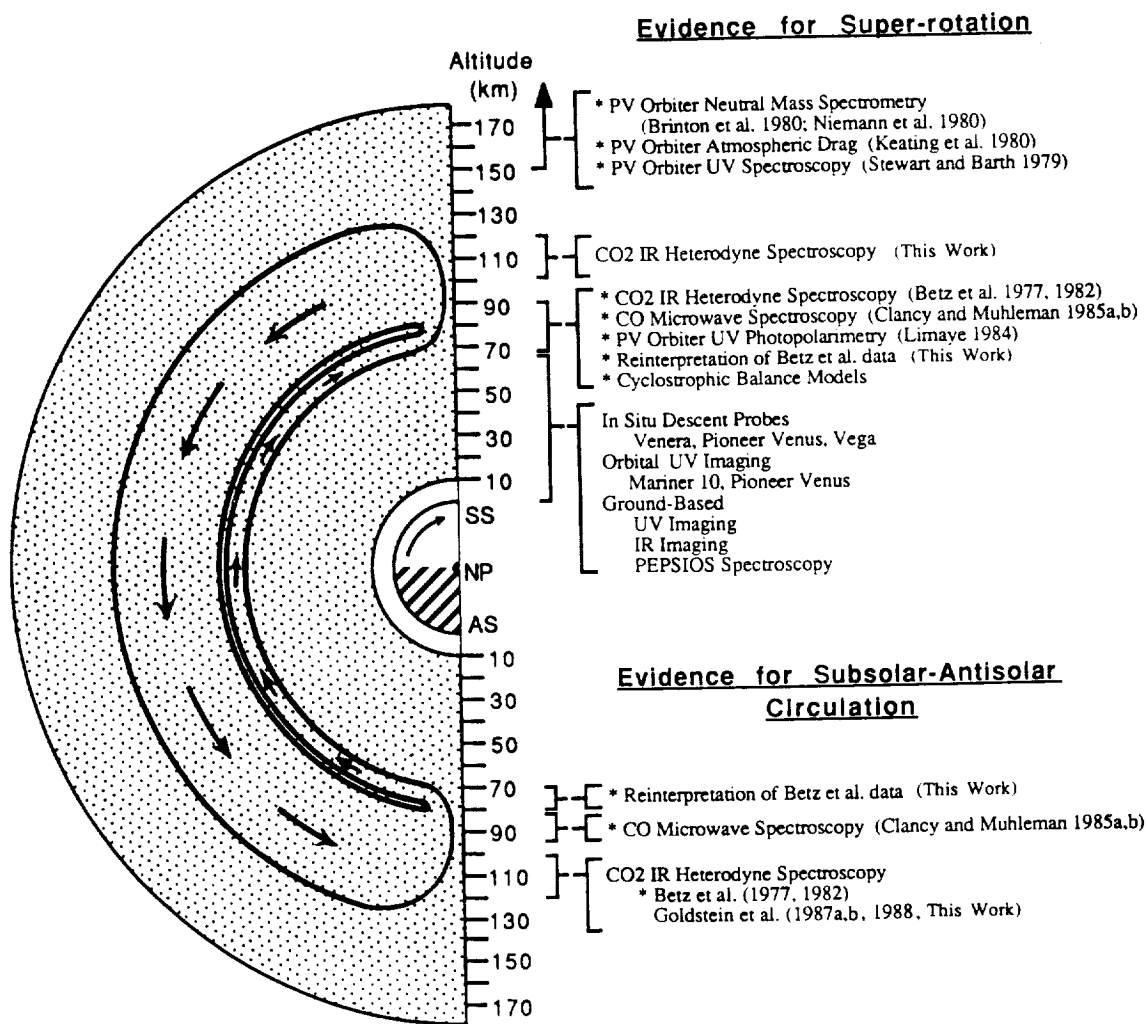 Evidence for Super-rotation
Altitude
(km)
170
150
130
110
90
70
50
30
10
SS
NP
AS
10
30
50
70
90
110
130
150
170
* PV Orbiter Neutral Mass Spectrometry
(Brinton et al. 1980; Niemann et al. 1980)
* PV Orbiter Atmospheric Drag (Keating et al. 1980)
* PV Orbiter UV Spectroscopy (Stewart and Barth 1979)
CO2 IR Heterodyne Spectroscopy (This Work)
* CO2 IR Heterodyne Spectroscopy (Betz et al. 1977, 1982)
* CO Microwave Spectroscopy (Clancy and Muhleman 1985a,b)
* PV Orbiter UV Photopolarimetry (Limaye 1984)
* Reinterpretation of Betz et al. data (This Work)
* Cyclostrophic Balance Models
In Situ Descent Probes
Venera, Pioneer Venus, Vega
Orbital UV Imaging
Mariner 10, Pioneer Venus
Ground-Based
UV Imaging
IR Imaging
PEPSIOS Spectroscopy
Evidence for Subsolar-Antisolar
Circulation
* Reinterpretation of Betz et al. data (This Work)
* CO Microwave Spectroscopy (Clancy and Muhleman 1985a,b)
CO2 IR Heterodyne Spectroscopy
* Betz et al. (1977, 1982)
Goldstein et al. (1987a,b, 1988, This Work)